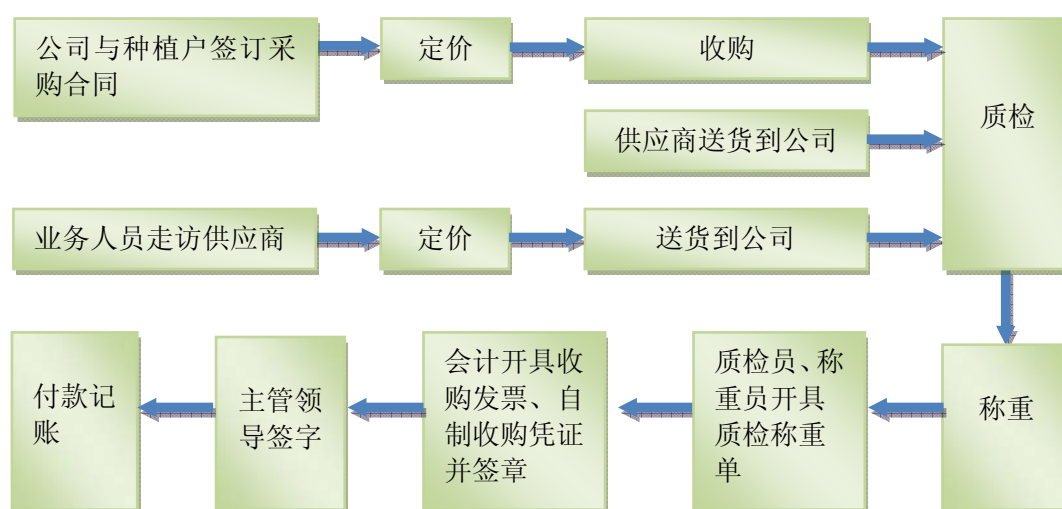 公司与种植户签订采
购合同
定价
收购
质检
供应商送货到公司
业务人员走访供应商
定价
送货到公司
付款记
账
主管领
导签字
会计开具收
购发票、自
制收购凭证
并签章
质检员、称
重员开具
质检称重
单
称重